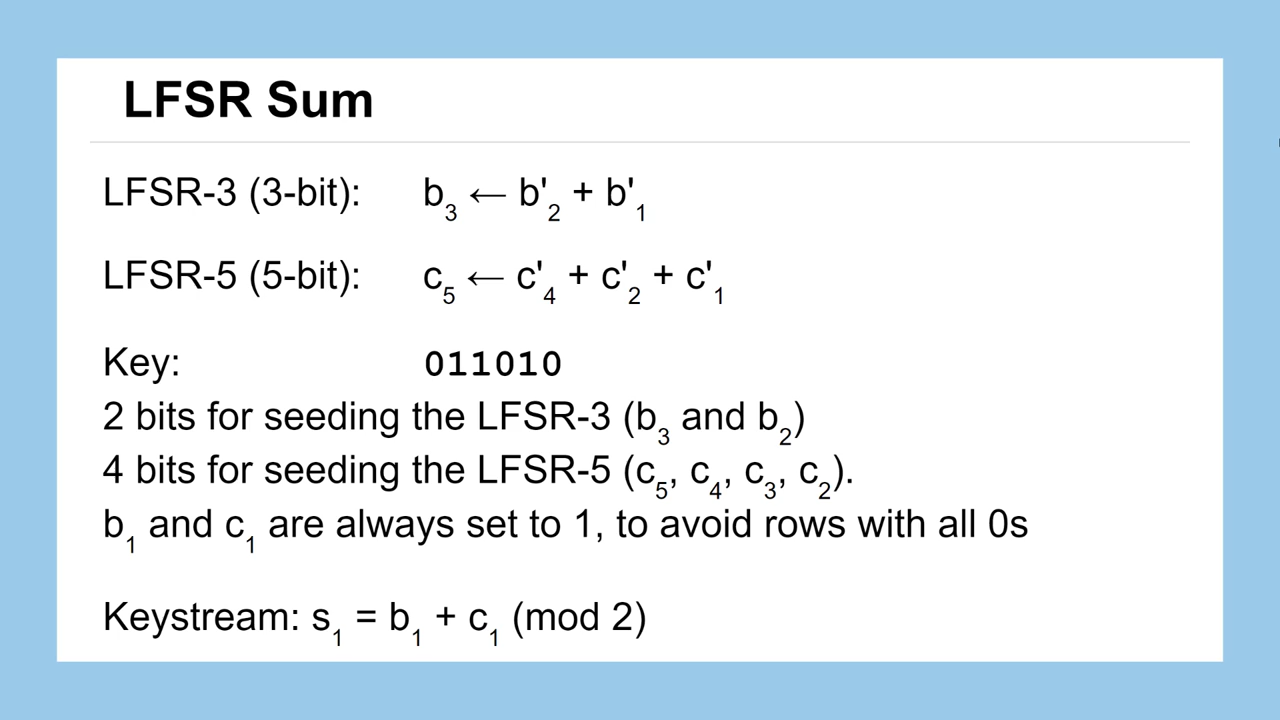 LFSR Sum
LFSR-3 (3-bit): b₃ ← b'₂ + b'₁
LFSR-5 (5-bit): c₅ ← c'₄ + c'₂ + c'₁
Key: 011010
2 bits for seeding the LFSR-3 (b₃ and b₂)
4 bits for seeding the LFSR-5 (c₅, c₄, c₃, c₂).
b₁ and c₁ are always set to 1, to avoid rows with all 0s
Keystream: s₁ = b₁ + c₁ (mod 2)